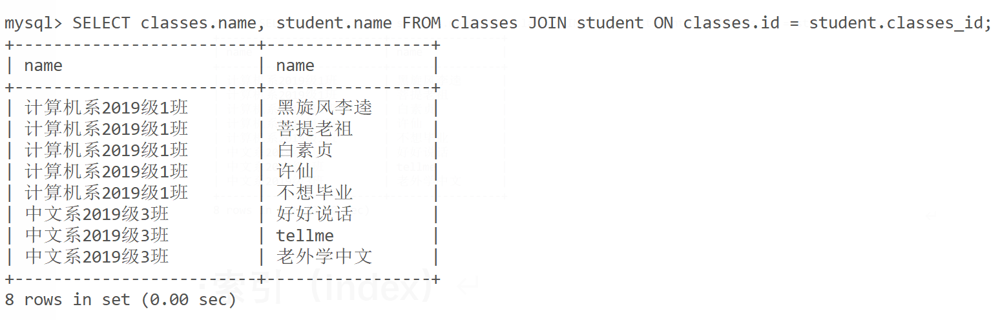 mysql> SELECT classes.name, student.name FROM classes JOIN student ON classes.id = student.classes_id;
+-------------------------+-----------------+
| name                    | name            |
+-------------------------+-----------------+
| 计算机系2019级1班       | 黑旋风李逵      |
| 计算机系2019级1班       | 菩提老祖        |
| 计算机系2019级1班       | 白素贞          |
| 计算机系2019级1班       | 许仙            |
| 计算机系2019级1班       | 不想毕业        |
| 中文系2019级3班         | 好好说话        |
| 中文系2019级3班         | tellme          |
| 中文系2019级3班         | 老外学中文      |
+-------------------------+-----------------+
8 rows in set (0.00 sec)
索引（Index）